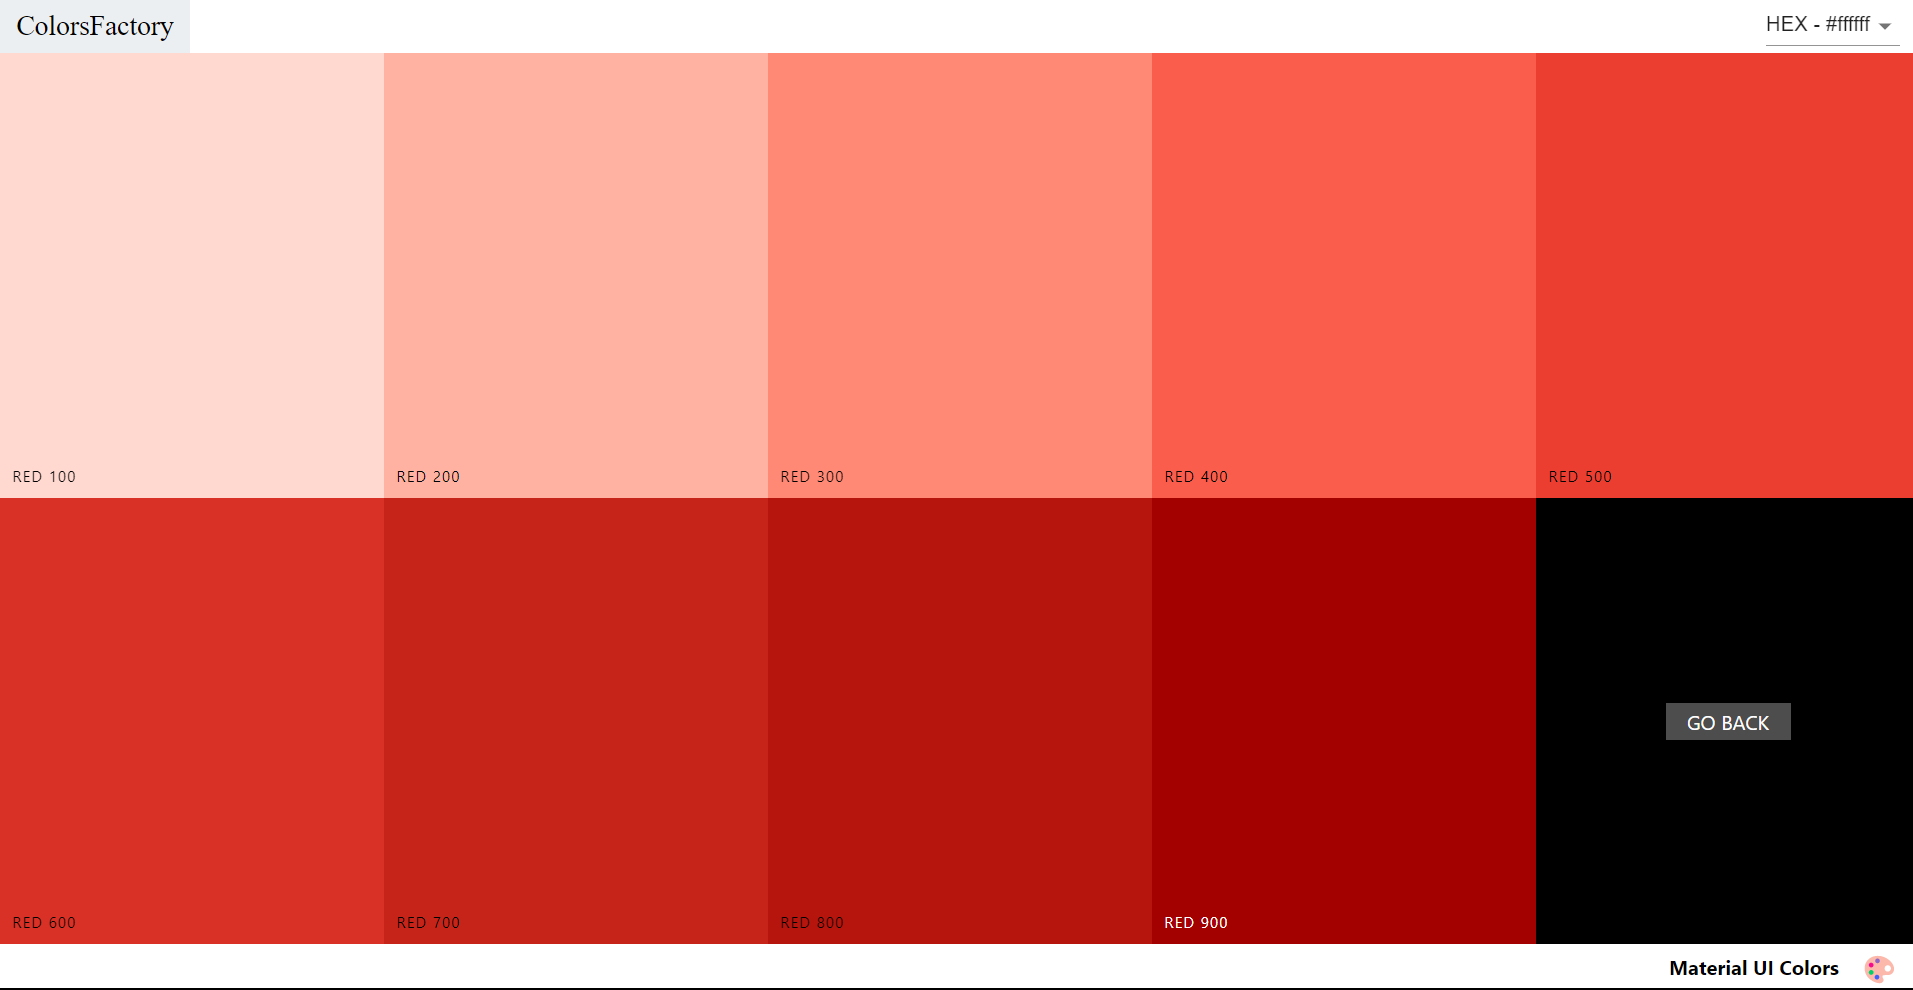 ColorsFactory
HEX - #ffffff
RED 100
RED 200
RED 300
RED 400
RED 500
RED 600
RED 700
RED 800
RED 900
GO BACK
Material UI Colors